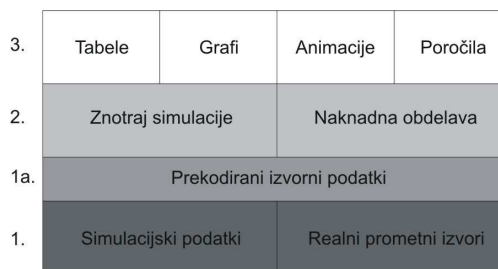 3. Tabele Grafi Animacije Poročila
2. Znotraj simulacije Naknadna obdelava
1a. Prekodirani izvorni podatki
1. Simulacijski podatki Realni prometni izvori